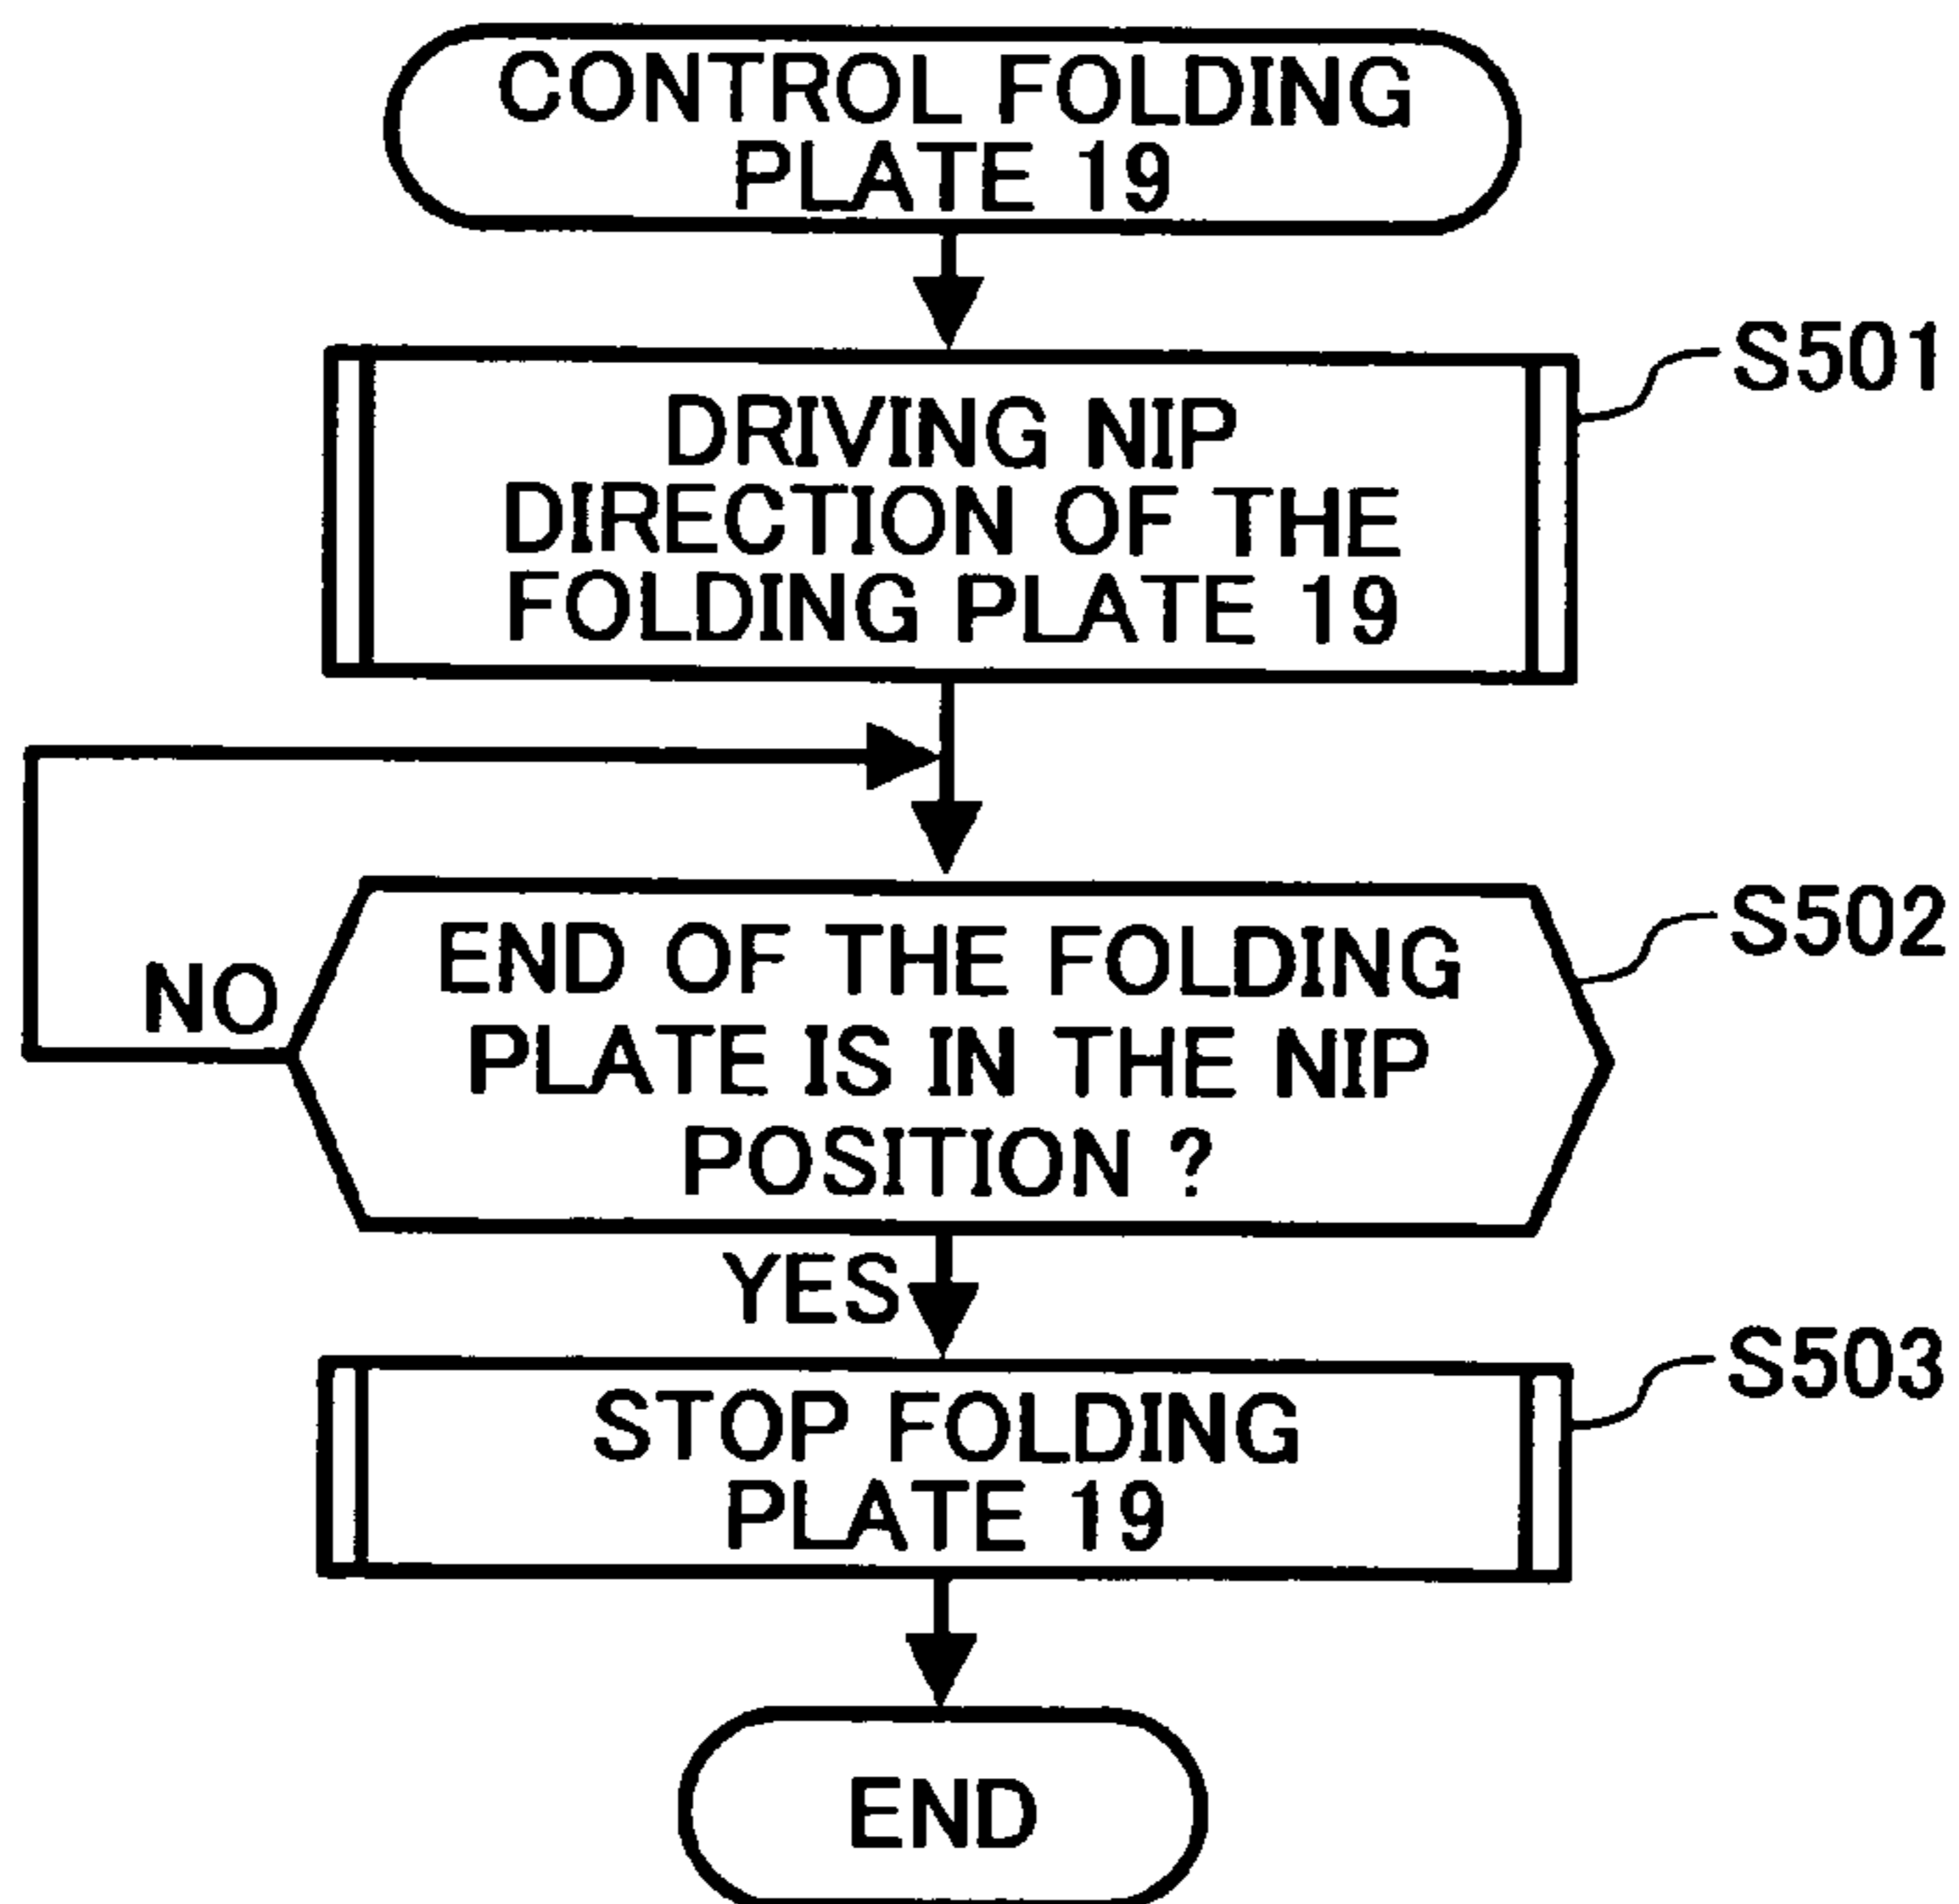 CONTROL FOLDING
PLATE 19
S501
DRIVING NIP
DIRECTION OF THE
FOLDING PLATE 19
S502
END OF THE FOLDING
PLATE IS IN THE NIP
POSITION ?
NO
YES
S503
STOP FOLDING
PLATE 19
END